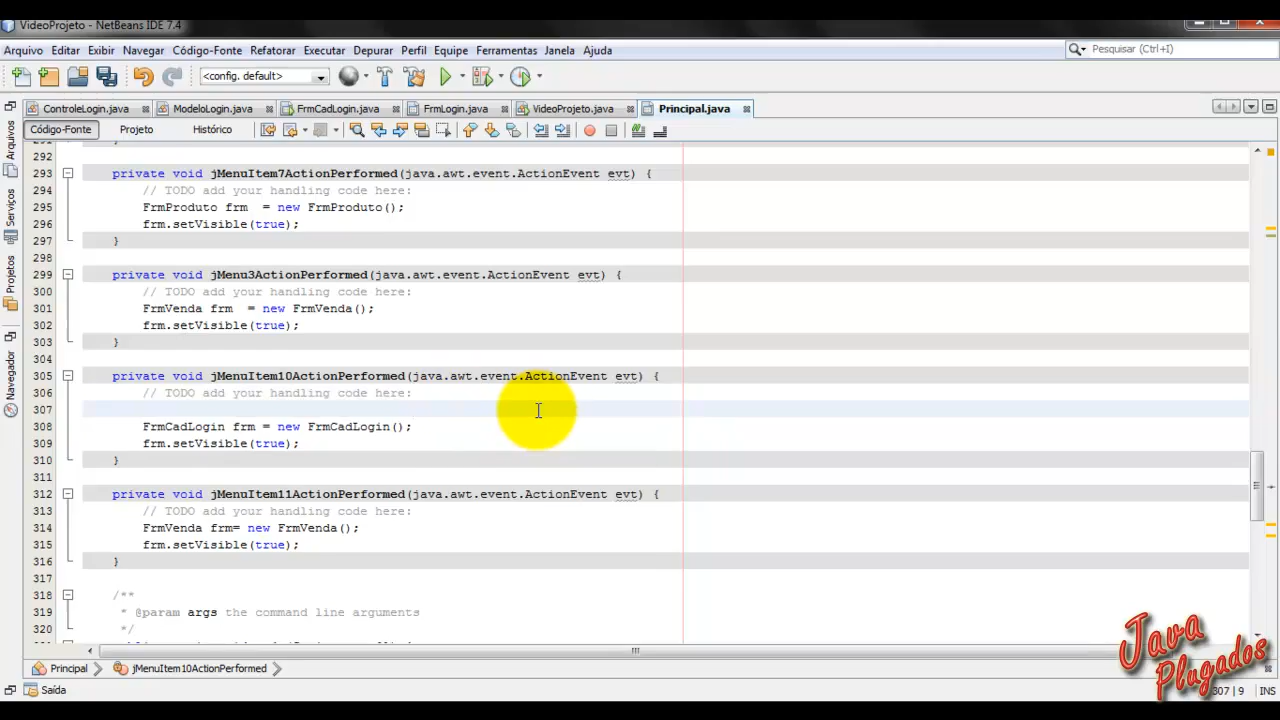 VideoProjeto - NetBeans IDE 7.4
Arquivo Editar Exibir Navegar Código-Fonte Refatorar Executar Depurar Perfil Equipe Ferramentas Janela Ajuda
Pesquisar (Ctrl+I)
<config. default>
ControleLogin.java ModeloLogin.java FrmCadLogin.java FrmLogin.java VideoProjeto.java Principal.java
Código-Fonte Projeto Histórico
Arquivos
Serviços
Projetos
Navegador
292
293 private void jMenuItem7ActionPerformed(java.awt.event.ActionEvent evt) {
294 // TODO add your handling code here:
295 FrmProduto frm  = new FrmProduto();
296 frm.setVisible(true);
297 }
298
299 private void jMenu3ActionPerformed(java.awt.event.ActionEvent evt) {
300 // TODO add your handling code here:
301 FrmVenda frm  = new FrmVenda();
302 frm.setVisible(true);
303 }
304
305 private void jMenuItem10ActionPerformed(java.awt.event.ActionEvent evt) {
306 // TODO add your handling code here:
307
308 FrmCadLogin frm = new FrmCadLogin();
309 frm.setVisible(true);
310 }
311
312 private void jMenuItem11ActionPerformed(java.awt.event.ActionEvent evt) {
313 // TODO add your handling code here:
314 FrmVenda frm= new FrmVenda();
315 frm.setVisible(true);
316 }
317
318 /**
319 * @param args the command line arguments
320 */
Principal jMenuItem10ActionPerformed
Saída
307 | 9 INS
Java
Plugados